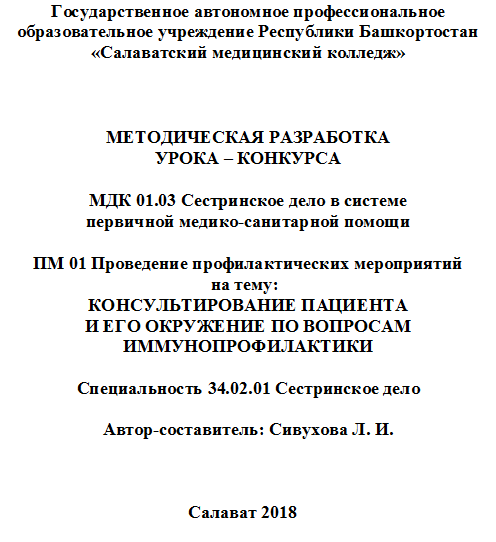 Государственное автономное профессиональное
образовательное учреждение Республики Башкортостан
«Салаватский медицинский колледж»
МЕТОДИЧЕСКАЯ РАЗРАБОТКА
УРОКА – КОНКУРСА
МДК 01.03 Сестринское дело в системе
первичной медико-санитарной помощи
ПМ 01 Проведение профилактических мероприятий
на тему:
КОНСУЛЬТИРОВАНИЕ ПАЦИЕНТА
И ЕГО ОКРУЖЕНИЕ ПО ВОПРОСАМ
ИММУНОПРОФИЛАКТИКИ
Специальность 34.02.01 Сестринское дело
Автор-составитель: Сивухова Л. И.
Салават 2018